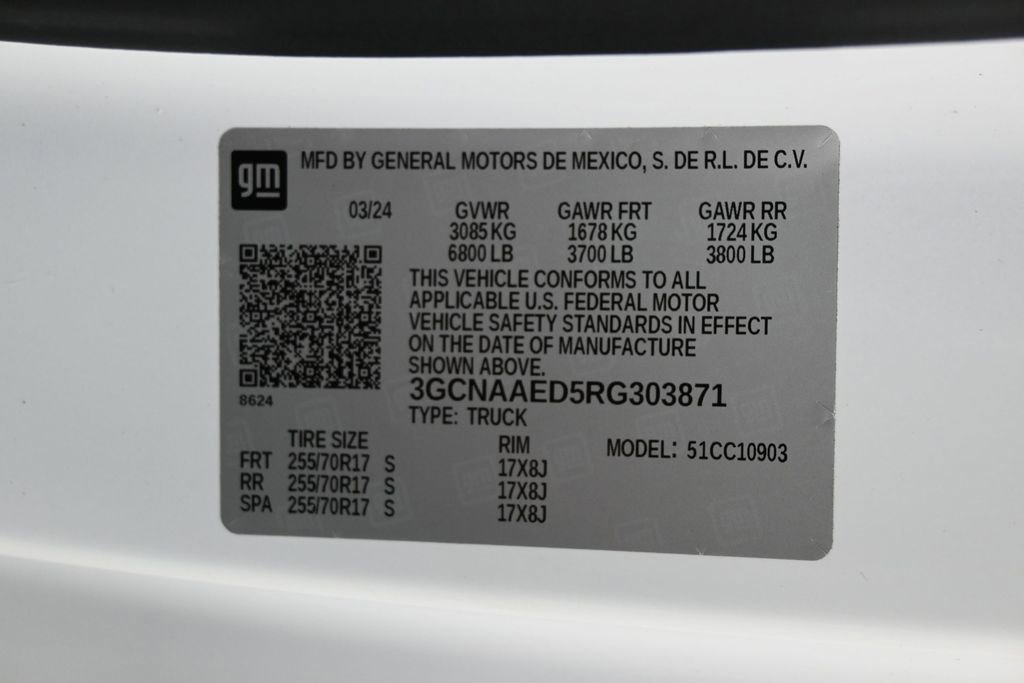 gm MFD BY GENERAL MOTORS DE MEXICO, S. DE R.L. DE C.V.
03/24 GVWR GAWR FRT GAWR RR
3085 KG 1678 KG 1724 KG
6800 LB 3700 LB 3800 LB
THIS VEHICLE CONFORMS TO ALL
APPLICABLE U.S. FEDERAL MOTOR
VEHICLE SAFETY STANDARDS IN EFFECT
ON THE DATE OF MANUFACTURE
SHOWN ABOVE.
3GCNAAED5RG303871
8624
TYPE: TRUCK
TIRE SIZE RIM MODEL: 51CC10903
FRT 255/70R17 S 17X8J
RR 255/70R17 S 17X8J
SPA 255/70R17 S 17X8J